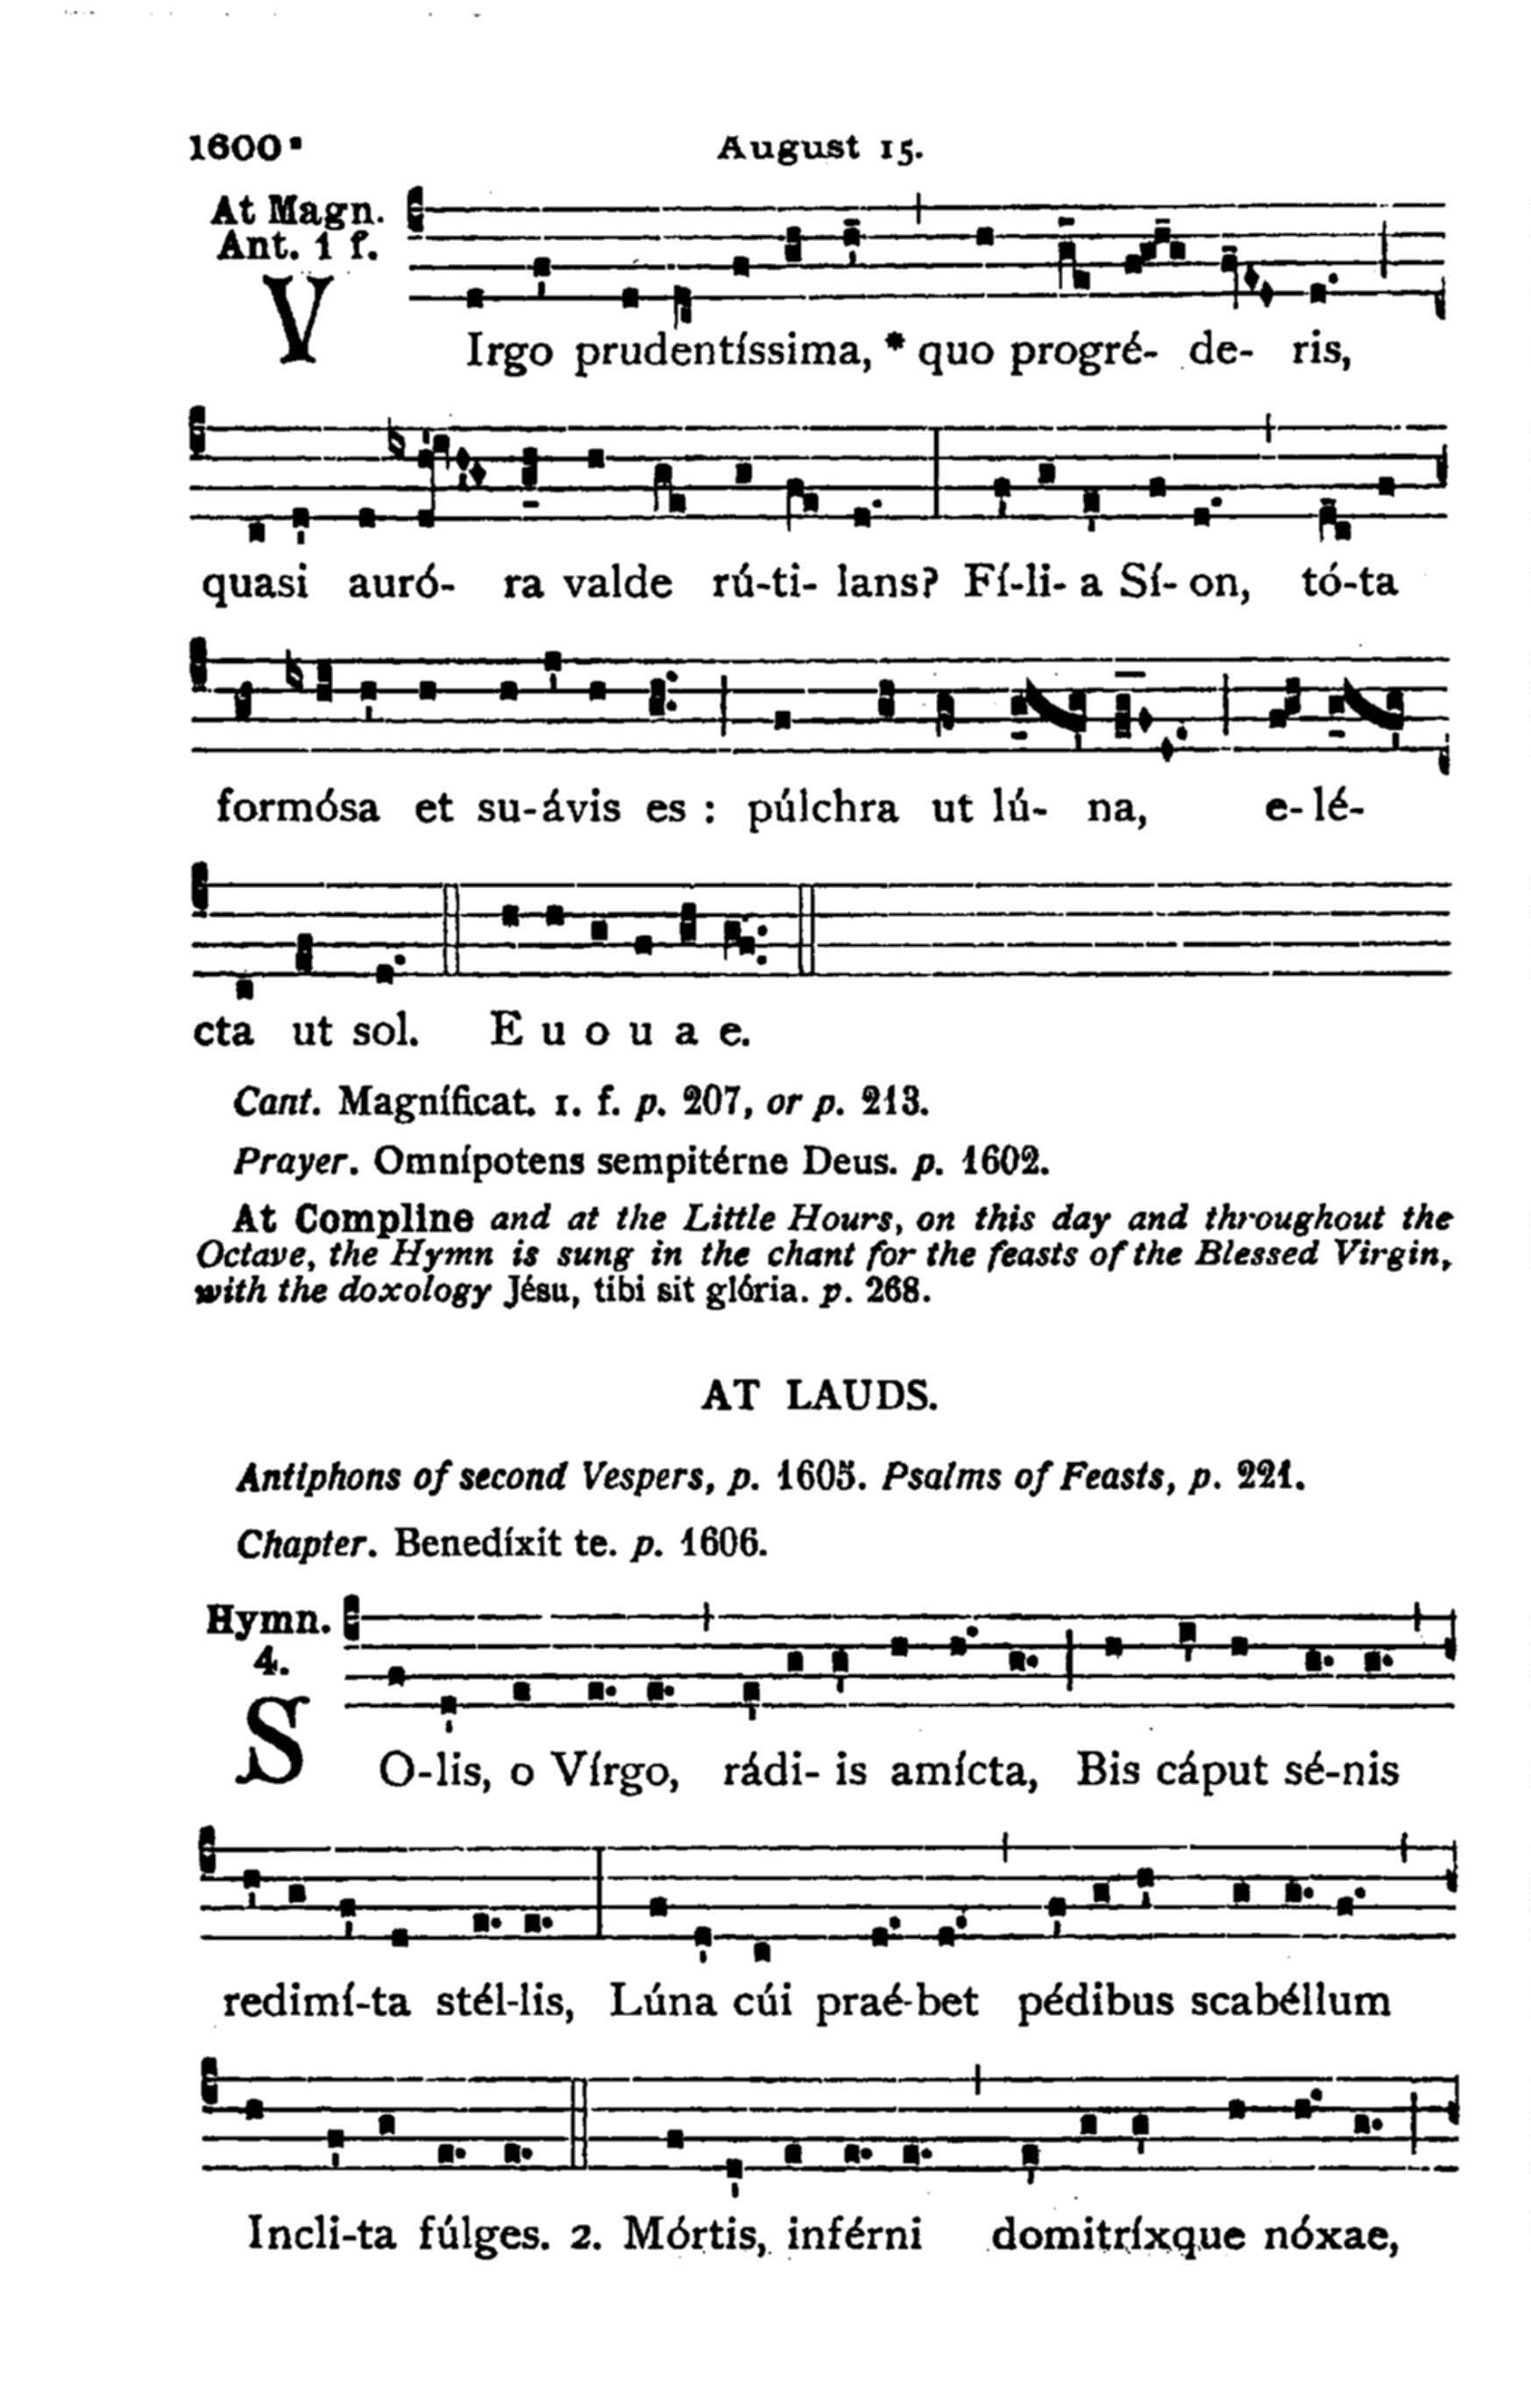 1600"
August 15.
At Magn.
Ant. 1 f.
VIrgo prudentíssima, * quo progré- de- ris,
quasi auró- ra valde rú-ti- lans? Fí-li- a Sí- on, tó-ta
formósa et su-ávis es : púlchra ut lú- na, e- lé-
cta ut sol. E u o u a e.
Cant. Magníficat. 1. f. p. 207, or p. 213.
Prayer. Omnípotens sempitérne Deus. p. 1602.
At Compline and at the Little Hours, on this day and throughout the
Octave, the Hymn is sung in the chant for the feasts of the Blessed Virgin,
with the doxology Jésu, tibi sit glória. p. 268.
AT LAUDS.
Antiphons of second Vespers, p. 1605. Psalms of Feasts, p. 221.
Chapter. Benedíxit te. p. 1606.
Hymn.
4.
SO-lis, o Vírgo, rádi- is amícta, Bis cáput sé-nis
redimí-ta stél-lis, Lúna cúi praé-bet pédibus scabéllum
Incli-ta fúlges. 2. Mórtis, inférni domitríxque nóxae,